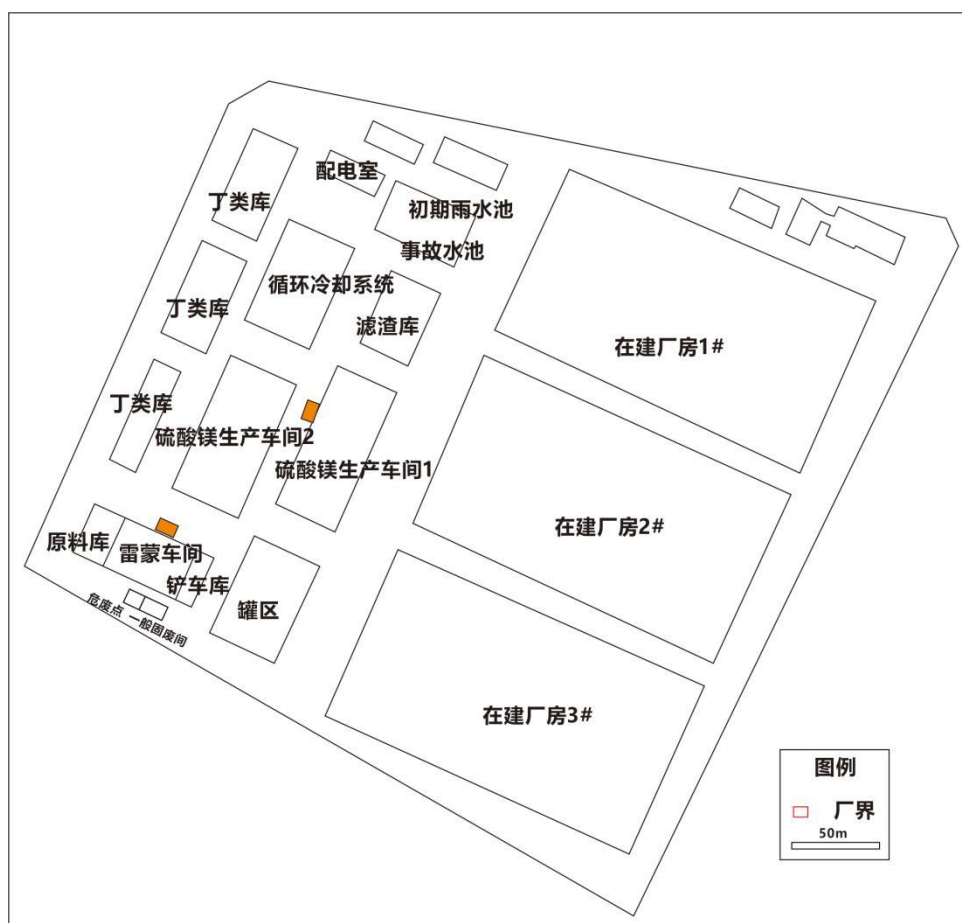 配电室
丁类库
初期雨水池
事故水池
循环冷却系统
丁类库
滤渣库
在建厂房1#
丁类库
硫酸镁生产车间2
硫酸镁生产车间1
在建厂房2#
原料库
雷蒙车间
铲车库
危废点
一般固废间
罐区
在建厂房3#
图例
厂界
50m